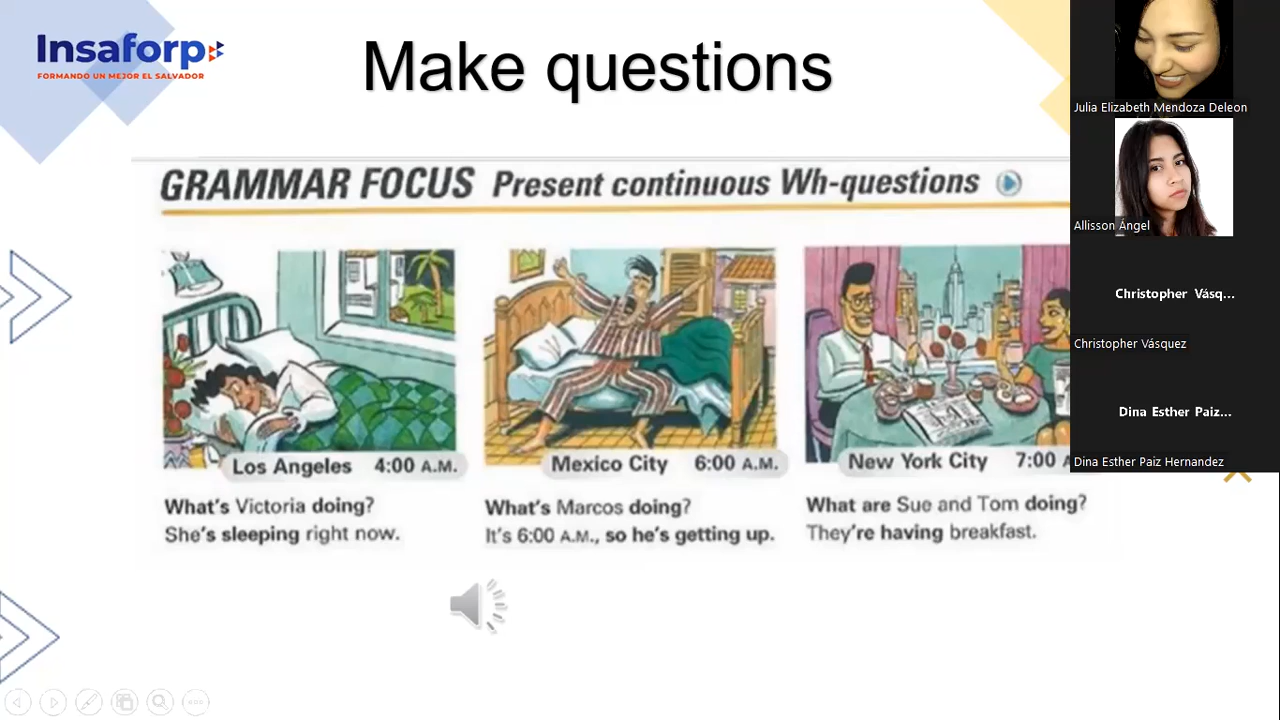 Insaforp
FORMANDO UN MEJOR EL SALVADOR
Make questions
GRAMMAR FOCUS Present continuous Wh-questions
Los Angeles 4:00 A.M.
What's Victoria doing?
She's sleeping right now.
Mexico City 6:00 A.M.
What's Marcos doing?
It's 6:00 A.M., so he's getting up.
New York City 7:00
What are Sue and Tom doing?
They're having breakfast.
Julia Elizabeth Mendoza Deleon
Allisson Ángel
Christopher Vásq...
Christopher Vásquez
Dina Esther Paiz...
Dina Esther Paiz Hernandez